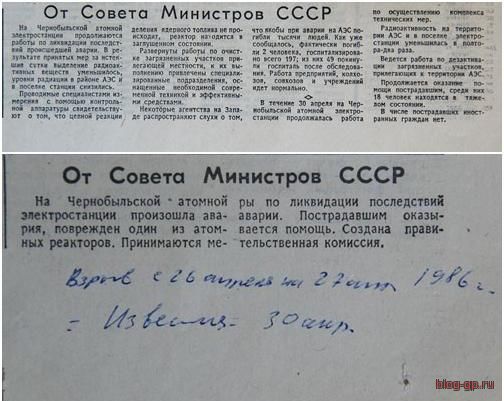 От Совета Министров СССР
На Чернобыльской атомной
электростанции продолжаются
работы по ликвидации последствий
происшедшей аварии. В результате
принятых мер за истекшие
сутки выделение радиоактивных
веществ уменьшилось,
уровни радиации в районе АЭС и
в поселке станции снизились.
Проводимые специалистами измерения
с помощью контрольной
аппаратуры свидетельствуют
о том, что цепной реакции
деления ядерного топлива не происходит,
реактор находится в
заглушенном состоянии.
Развернуты работы по очистке
загрязненных участков прилегающей
местности, к их выполнению
привлечены специализированные
подразделения, оснащенные
необходимой современной
техникой и эффективными
средствами.
Некоторые агентства на Западе
распространяют слухи о том,
что якобы при аварии на АЭС погибли
тысячи людей. Как уже
сообщалось, фактически погибли
2 человека, госпитализировано
всего 197; из них 49 покинули
госпиталь после обследования.
Работа предприятий, колхозов,
совхозов и учреждений
идет нормально.
В течение 30 апреля на Чернобыльской
атомной электростанции
продолжалась работа
по осуществлению комплекса
технических мер.
Радиоактивность на территории
АЭС и в поселке электростанции
уменьшилась в полтора-два
раза.
Ведется работа по дезактивации
загрязненных участков,
прилегающих к территории АЭС.
Продолжается оказание помощи
пострадавшим, среди них
18 человек находятся в тяжелом
состоянии.
В числе пострадавших иностранных
граждан нет.
От Совета Министров СССР
На Чернобыльской атомной
электростанции произошла авария,
поврежден один из атомных
реакторов. Принимаются меры
по ликвидации последствий
аварии. Пострадавшим оказывается
помощь. Создана правительственная
комиссия.
Взрыв с 26 апреля на 27 апр 1986 г.
= Известия = 30 апр.
blog-gp.ru